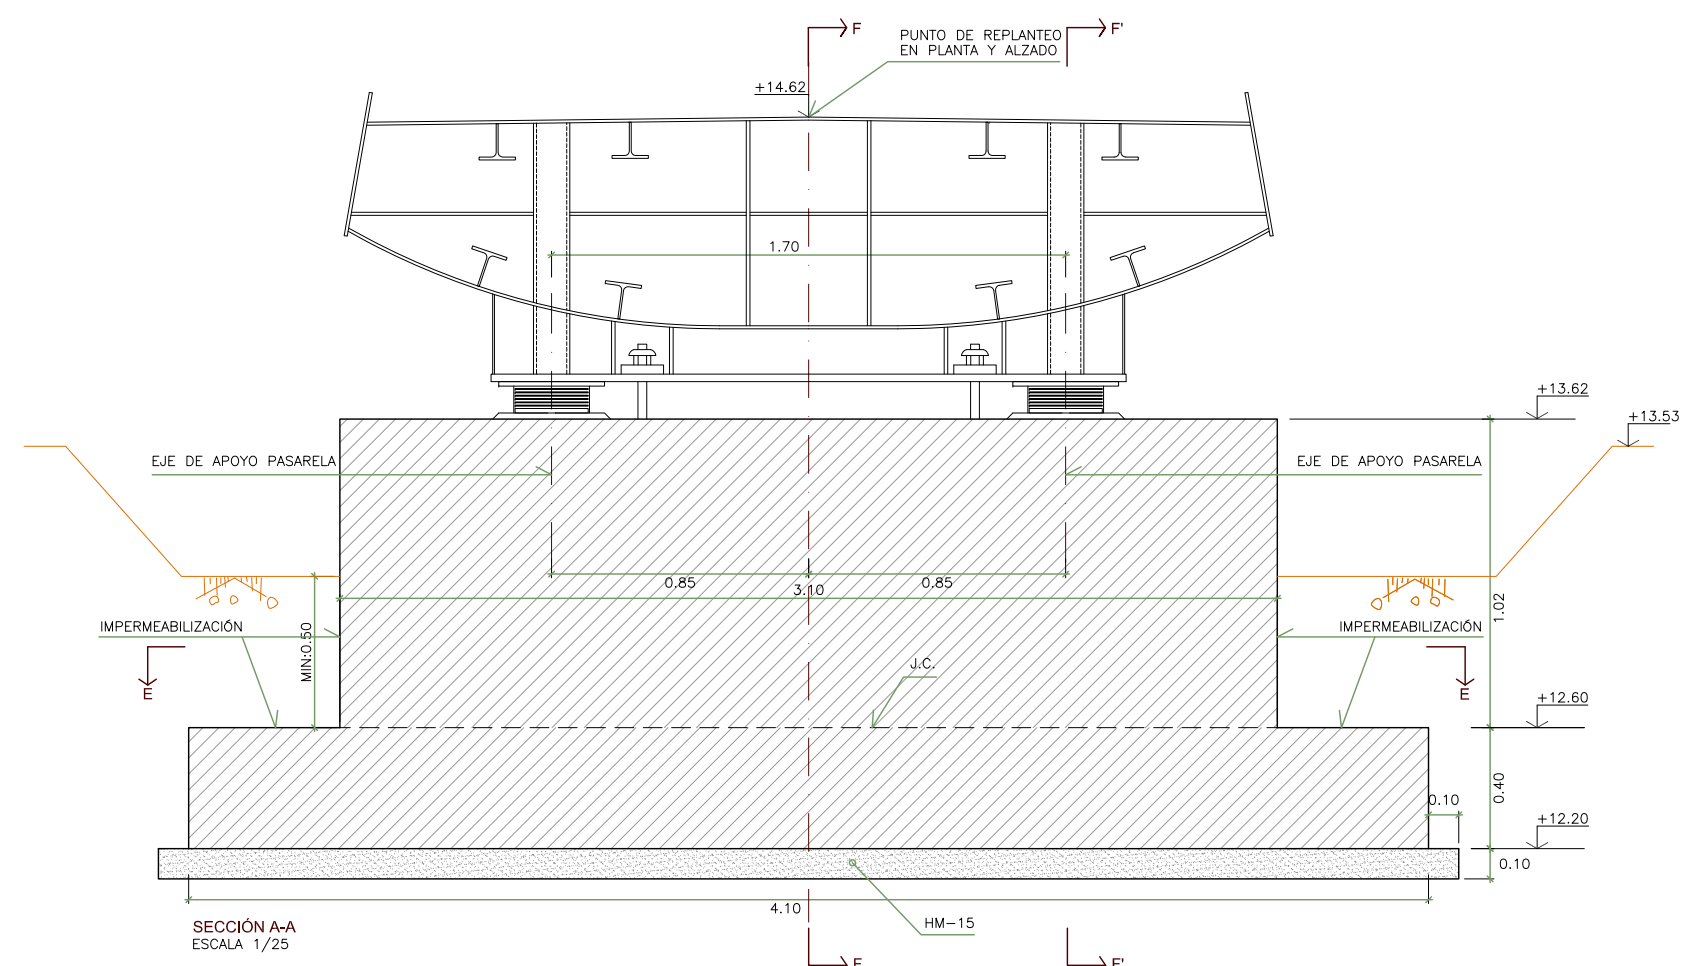 F
F'
PUNTO DE REPLANTEO
EN PLANTA Y ALZADO
+14.62
1.70
+13.62
+13.53
EJE DE APOYO PASARELA
EJE DE APOYO PASARELA
0.85
0.85
3.10
1.02
IMPERMEABILIZACIÓN
IMPERMEABILIZACIÓN
MIN:0.50
J.C.
E
E
+12.60
0.40
0.10
+12.20
0.10
4.10
SECCIÓN A-A
ESCALA 1/25
HM-15
F
F'